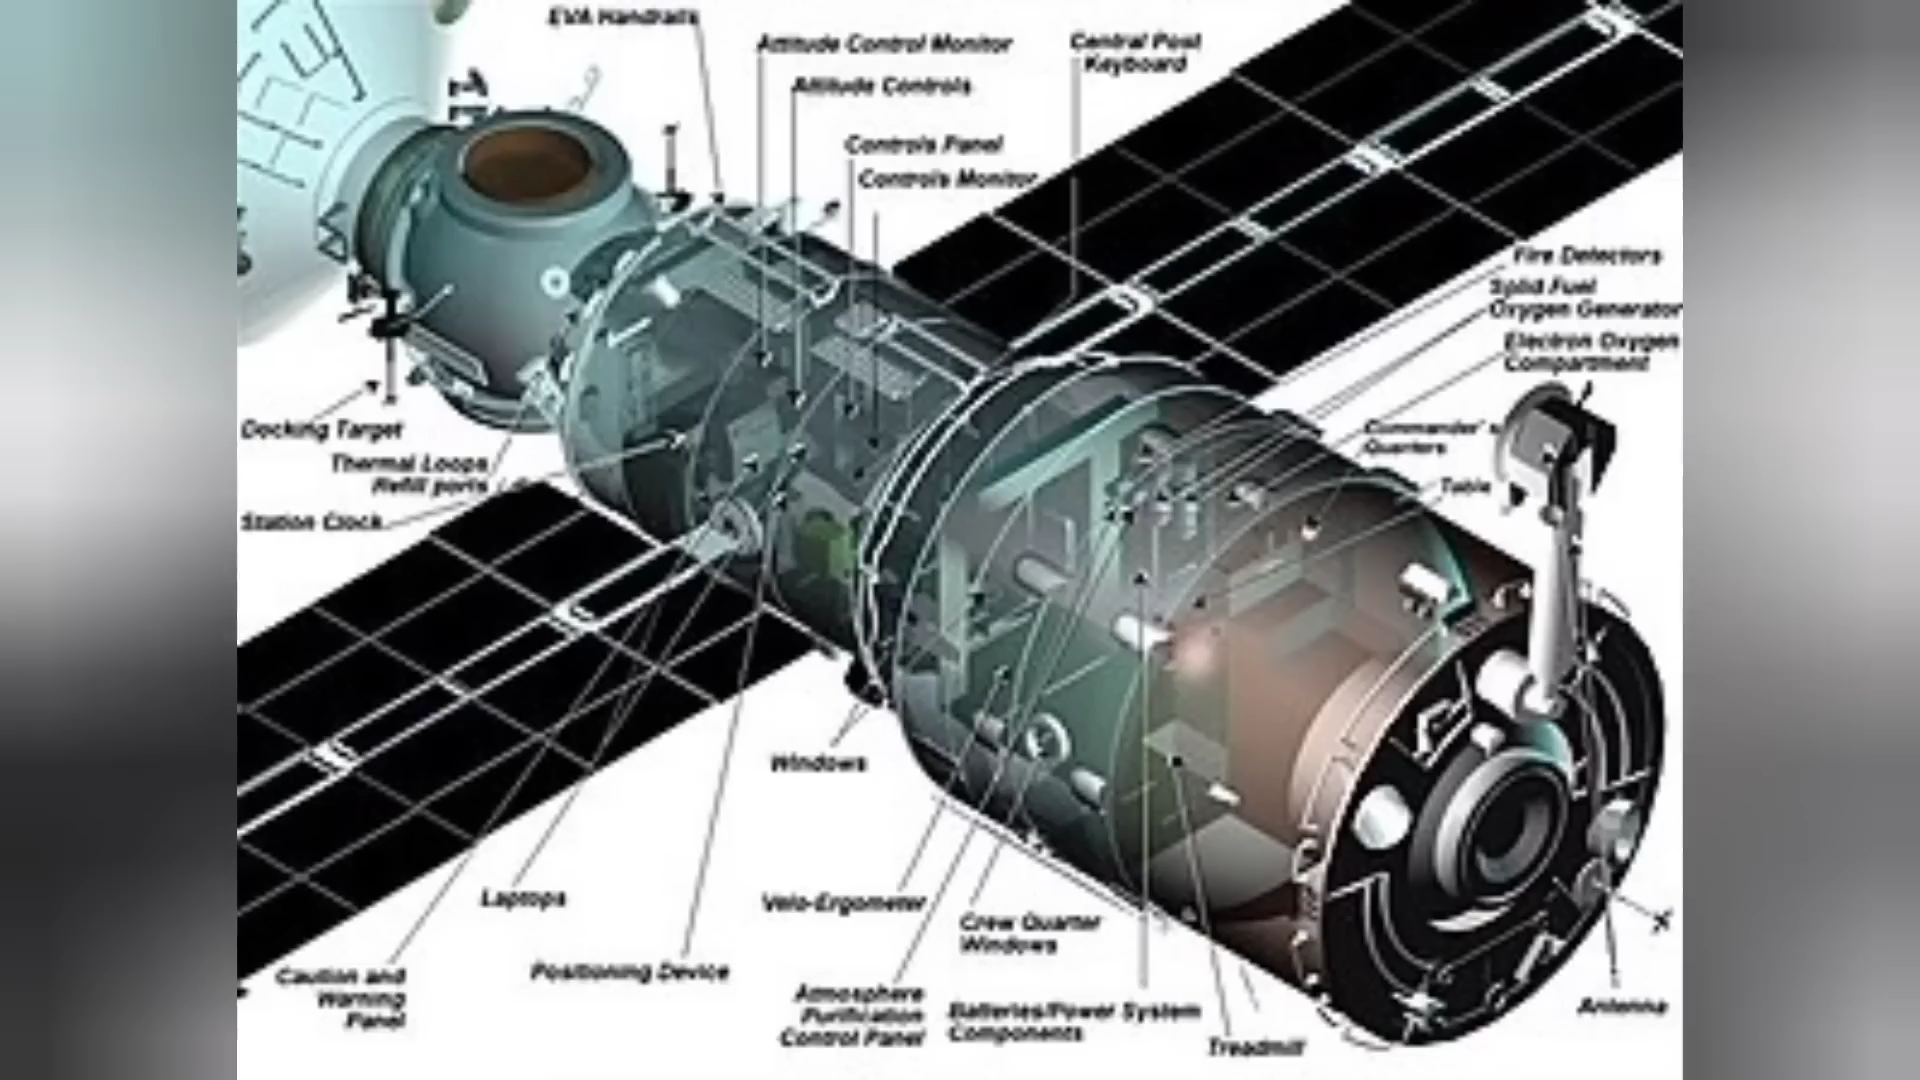 EVA Handrails
Attitude Control Monitor
Central Post
Keyboard
Attitude Controls
Controls Panel
Controls Monitor
Fire Detectors
Solid Fuel
Oxygen Generator
Electron Oxygen
Compartment
Commander's
Quarters
Table
Docking Target
Thermal Loops
Refill ports
Station Clock
Windows
Laptops
Velo-Ergometer
Crew Quarter
Windows
Positioning Device
Caution and
Warning
Panel
Atmosphere
Purification
Control Panel
Batteries/Power System
Components
Treadmill
Antenna